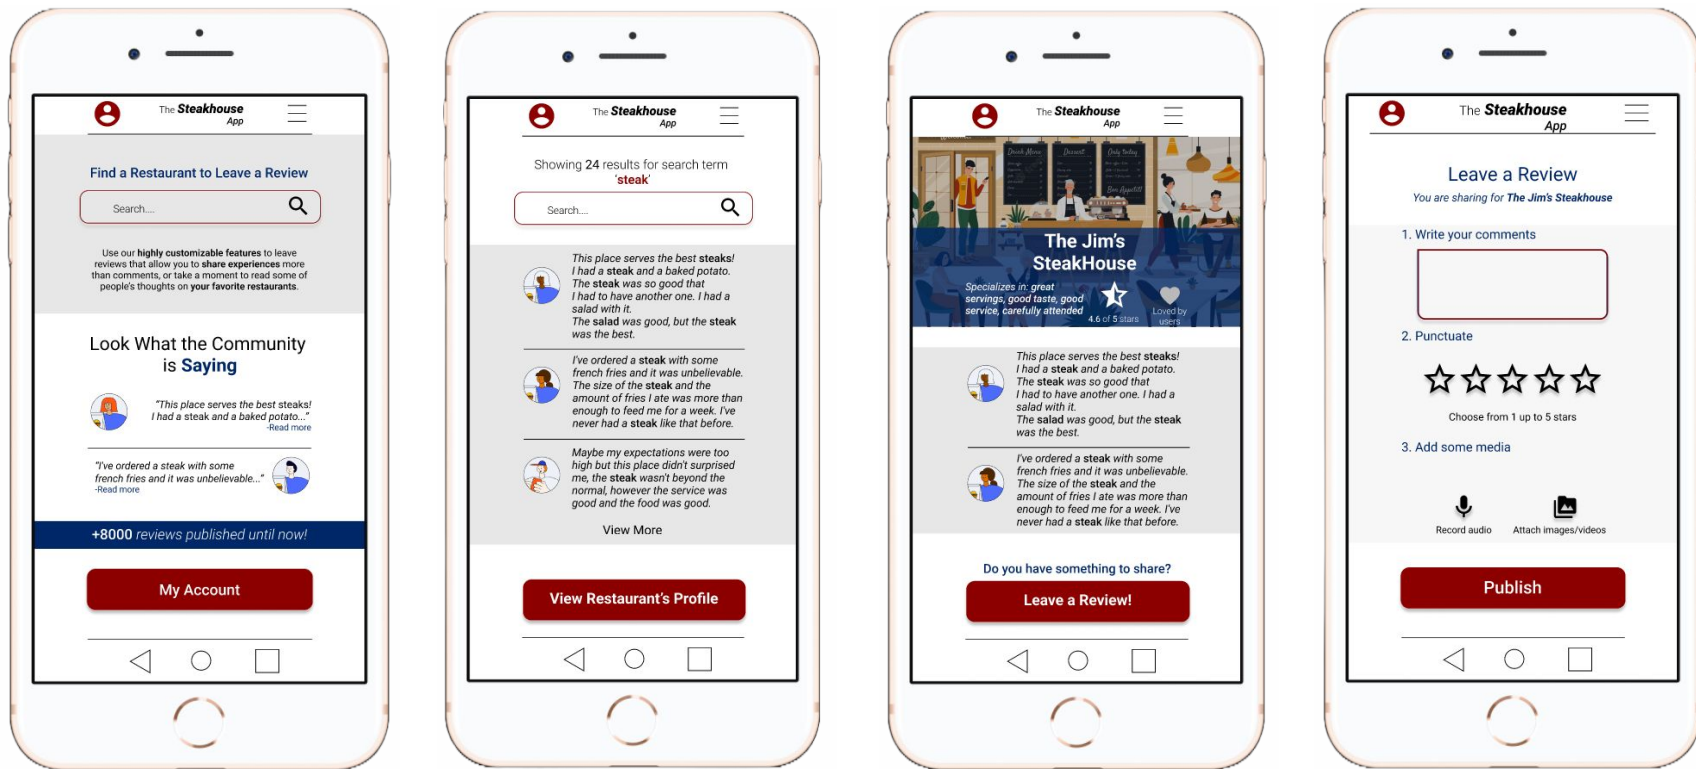 The Steakhouse
App
Find a Restaurant to Leave a Review
Search....
Use our highly customizable features to leave
reviews that allow you to share experiences more
than comments, or take a moment to read some of
people's thoughts on your favorite restaurants.
Look What the Community
is Saying
"This place serves the best steaks!
I had a steak and a baked potato..."
-Read more
"I've ordered a steak with some
french fries and it was unbelievable..."
-Read more
+8000 reviews published until now!
My Account
The Steakhouse
App
Showing 24 results for search term
'steak'
Search....
This place serves the best steaks!
I had a steak and a baked potato.
The steak was so good that
I had to have another one. I had a
salad with it.
The salad was good, but the steak
was the best.
I've ordered a steak with some
french fries and it was unbelievable.
The size of the steak and the
amount of fries I ate was more than
enough to feed me for a week. I've
never had a steak like that before.
Maybe my expectations were too
high but this place didn't surprised
me, the steak wasn't beyond the
normal, however the service was
good and the food was good.
View More
View Restaurant's Profile
The Steakhouse
App
Drink Menu
Dessert
Only today
Bon Appetit!
The Jim's
SteakHouse
Specializes in: great
servings, good taste, good
service, carefully attended
4.6 of 5 stars
Loved by
users
This place serves the best steaks!
I had a steak and a baked potato.
The steak was so good that
I had to have another one. I had a
salad with it.
The salad was good, but the steak
was the best.
I've ordered a steak with some
french fries and it was unbelievable.
The size of the steak and the
amount of fries I ate was more than
enough to feed me for a week. I've
never had a steak like that before.
Do you have something to share?
Leave a Review!
The Steakhouse
App
Leave a Review
You are sharing for The Jim's Steakhouse
1. Write your comments
2. Punctuate
Choose from 1 up to 5 stars
3. Add some media
Record audio
Attach images/videos
Publish